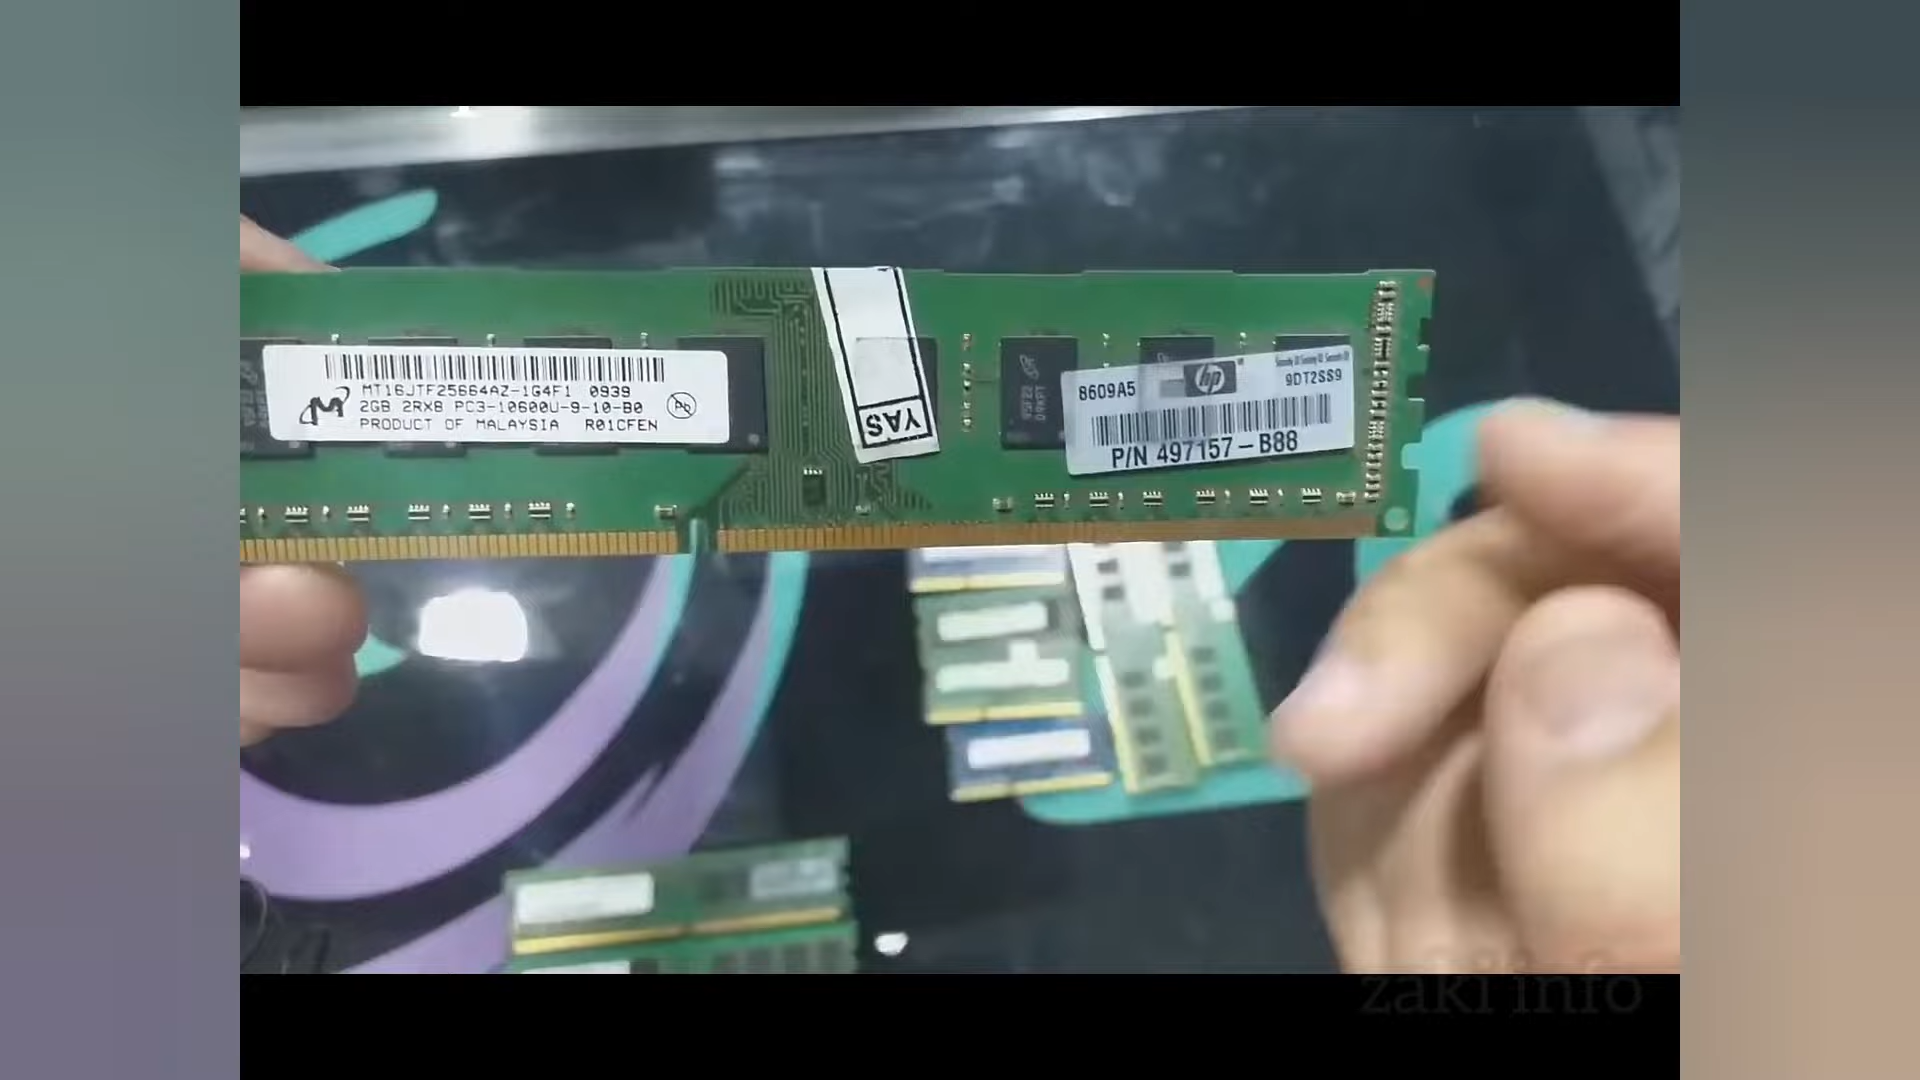 MT16JTF25664AZ-1G4F1 0939
2GB 2RX8 PC3-10600U-9-10-B0
PRODUCT OF MALAYSIA R01CFEN
Pb
YAS
8609A5
hp
9DT2SS9
P/N 497157-B88
zaki info